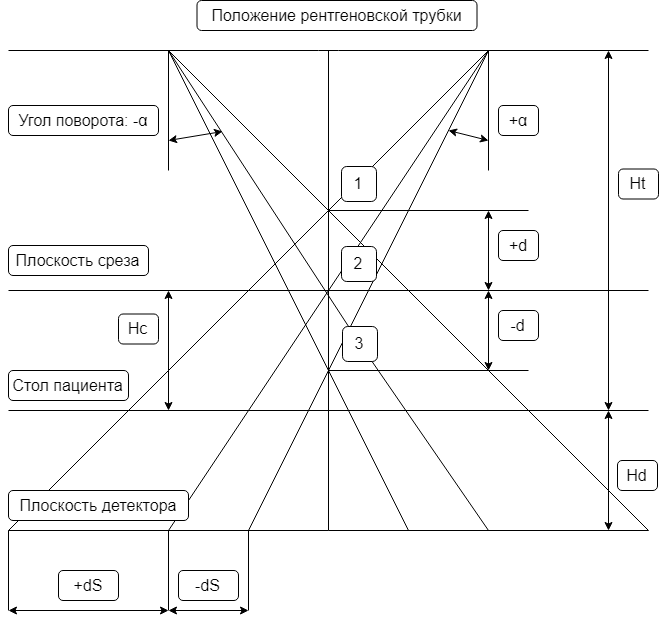 Положение рентгеновской трубки
Угол поворота: -α
+α
1
Ht
+d
Плоскость среза
2
Hc
-d
3
Стол пациента
Hd
Плоскость детектора
+dS
-dS